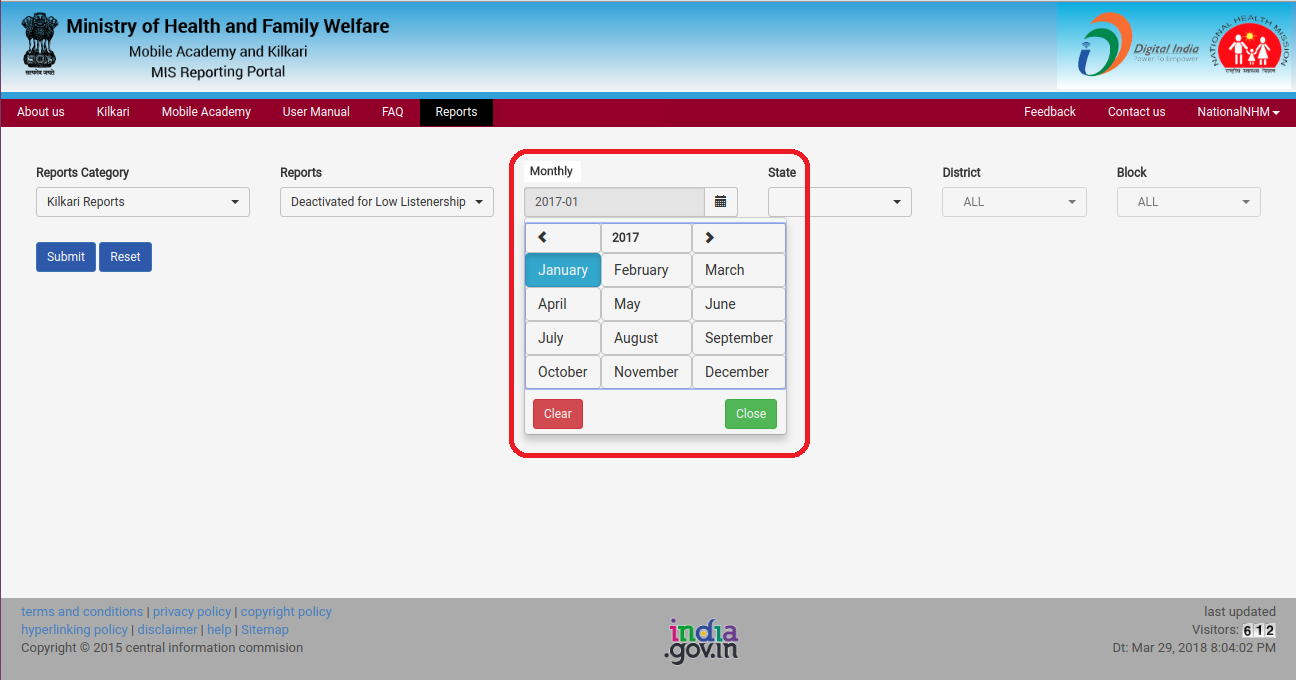 Ministry of Health and Family Welfare
Mobile Academy and Kilkari
MIS Reporting Portal
सत्यमेव जयते
Digital India
Power To Empower
NATIONAL HEALTH MISSION
राष्ट्रीय स्वास्थ्य मिशन
About us Kilkari Mobile Academy User Manual FAQ Reports Feedback Contact us NationalNHM
Reports Category Reports Monthly State District Block
Kilkari Reports Deactivated for Low Listenership 2017-01 ALL ALL
2017
Submit Reset
January February March
April May June
July August September
October November December
Clear Close
terms and conditions | privacy policy | copyright policy
hyperlinking policy | disclaimer | help | Sitemap
Copyright © 2015 central information commision
india
.gov.in
last updated
Visitors: 612
Dt: Mar 29, 2018 8:04:02 PM